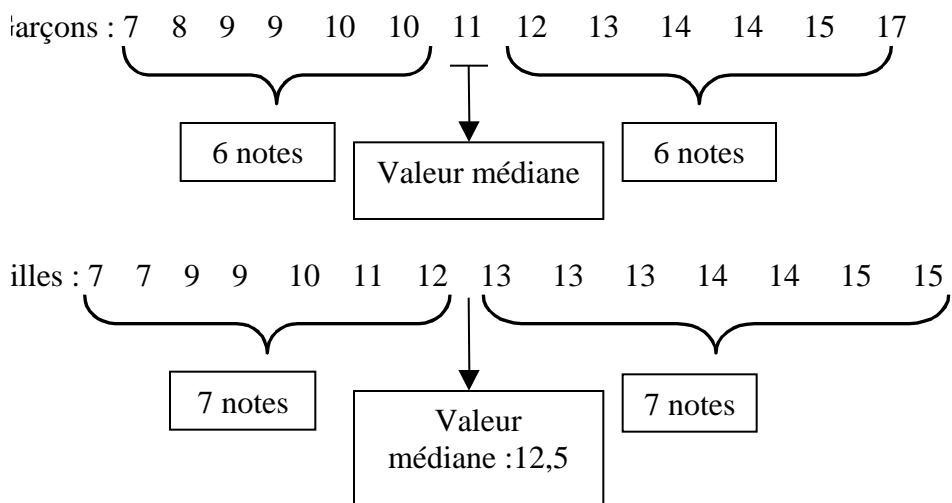 arçons : 7 8 9 9 10 10 11 12 13 14 14 15 17
6 notes 6 notes
Valeur médiane
illes : 7 7 9 9 10 11 12 13 13 13 14 14 15 15
7 notes 7 notes
Valeur
médiane :12,5